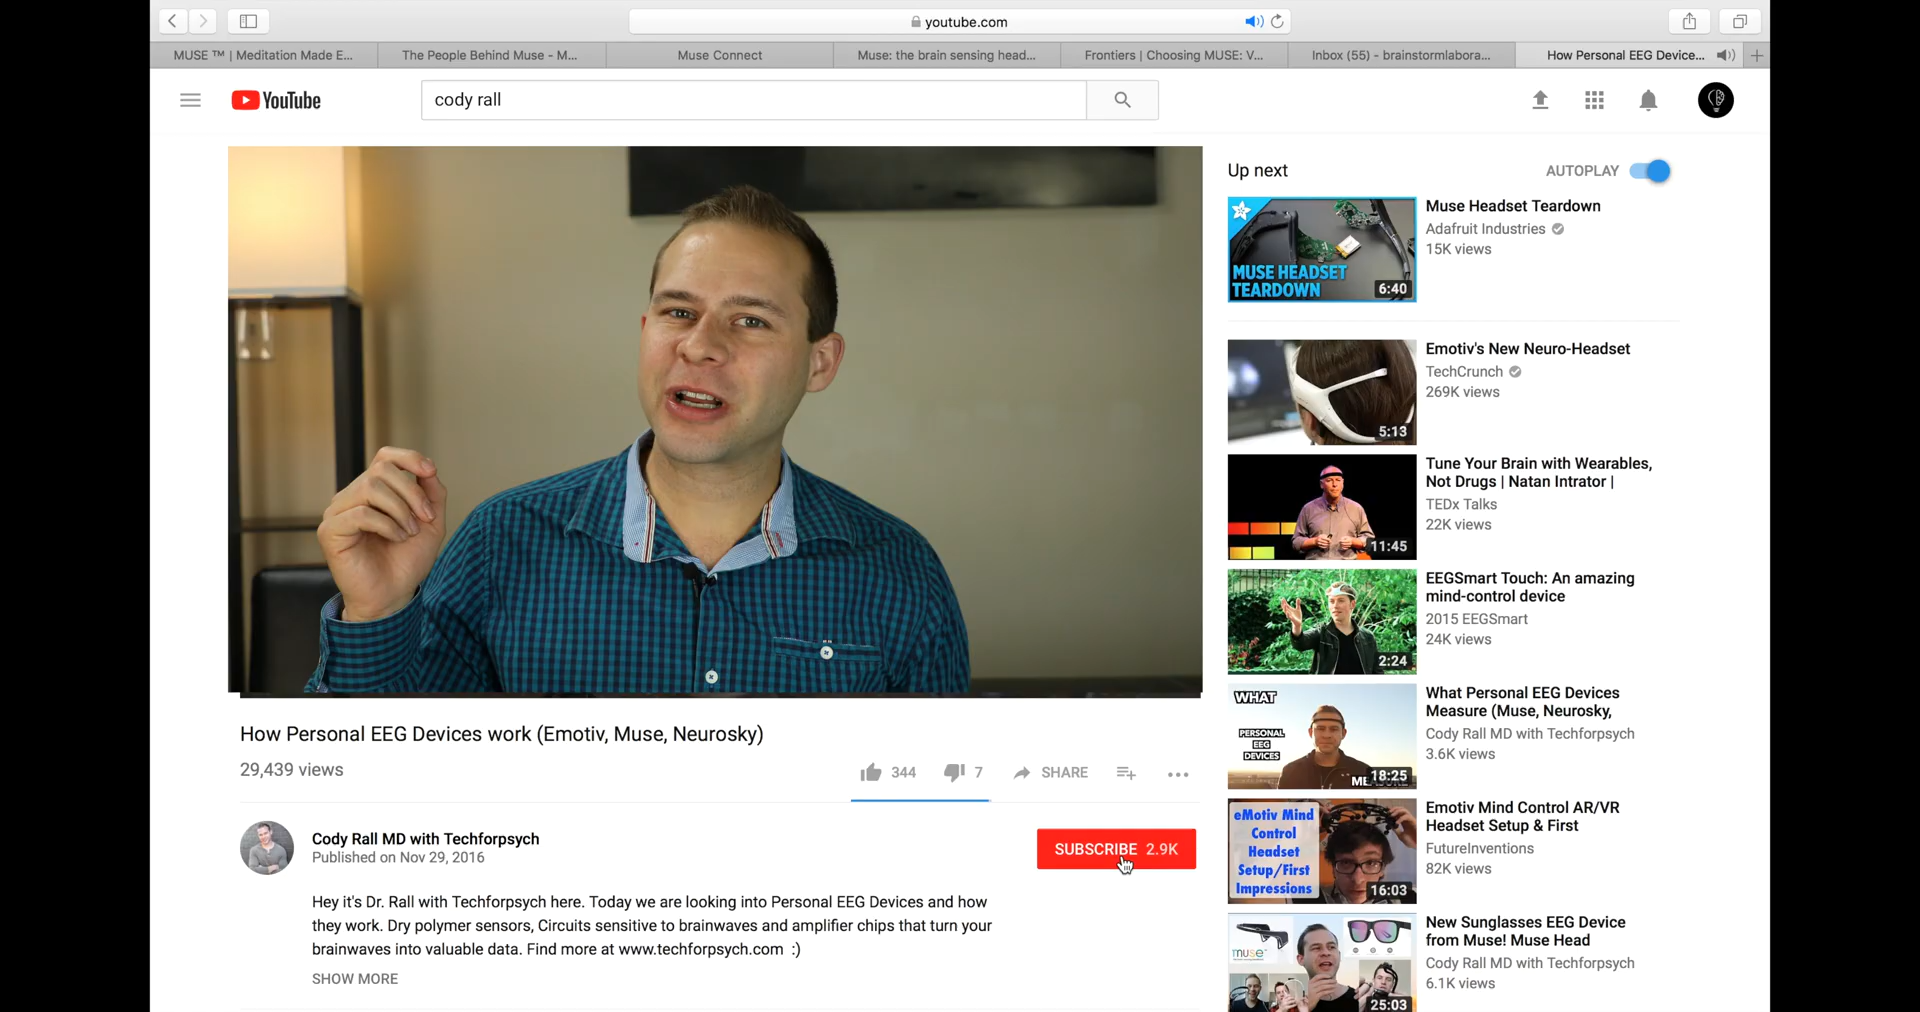 youtube.com
MUSE ™ | Meditation Made E...
The People Behind Muse - M...
Muse Connect
Muse: the brain sensing head...
Frontiers | Choosing MUSE: V...
Inbox (55) - brainstormlabora...
How Personal EEG Device...
YouTube
cody rall
Up next
AUTOPLAY
MUSE HEADSET
TEARDOWN
6:40
Muse Headset Teardown
Adafruit Industries
15K views
5:13
Emotiv's New Neuro-Headset
TechCrunch
269K views
11:45
Tune Your Brain with Wearables,
Not Drugs | Natan Intrator |
TEDx Talks
22K views
2:24
EEGSmart Touch: An amazing
mind-control device
2015 EEGSmart
24K views
WHAT
PERSONAL
EEG
DEVICES
18:25
What Personal EEG Devices
Measure (Muse, Neurosky,
Cody Rall MD with Techforpsych
3.6K views
eMotiv Mind
Control
Headset
Setup/First
Impressions
16:03
Emotiv Mind Control AR/VR
Headset Setup & First
FutureInventions
82K views
muse
25:03
New Sunglasses EEG Device
from Muse! Muse Head
Cody Rall MD with Techforpsych
6.1K views
How Personal EEG Devices work (Emotiv, Muse, Neurosky)
29,439 views
344
7
SHARE
Cody Rall MD with Techforpsych
Published on Nov 29, 2016
SUBSCRIBE 2.9K
Hey it's Dr. Rall with Techforpsych here. Today we are looking into Personal EEG Devices and how
they work. Dry polymer sensors, Circuits sensitive to brainwaves and amplifier chips that turn your
brainwaves into valuable data. Find more at www.techforpsych.com :)
SHOW MORE